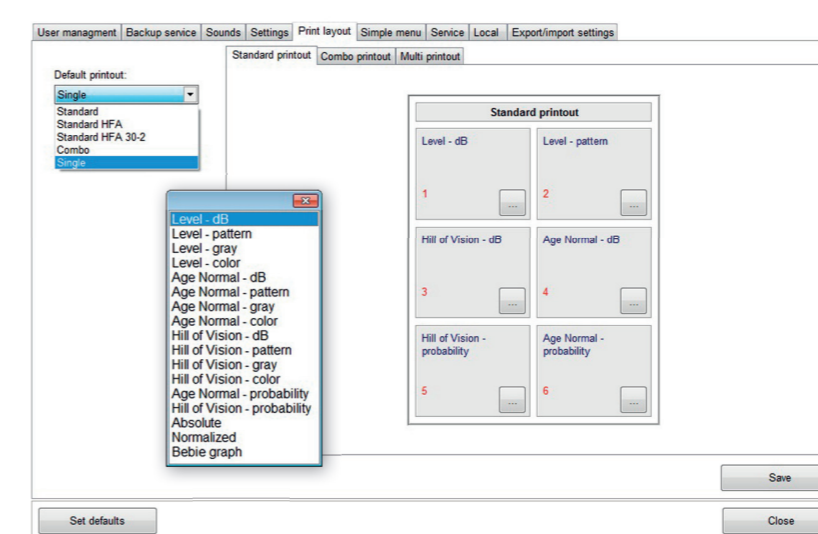 User managment Backup service Sounds Settings Print layout Simple menu Service Local Export/import settings
Standard printout Combo printout Multi printout
Default printout:
Single
Standard
Standard HFA
Standard HFA 30-2
Combo
Single
Level - dB
Level - pattern
Level - gray
Level - color
Age Normal - dB
Age Normal - pattern
Age Normal - gray
Age Normal - color
Hill of Vision - dB
Hill of Vision - pattern
Hill of Vision - gray
Hill of Vision - color
Age Normal - probability
Hill of Vision - probability
Absolute
Normalized
Bebie graph
Standard printout
Level - dB
1
...
Level - pattern
2
...
Hill of Vision - dB
3
...
Age Normal - dB
4
...
Hill of Vision -
probability
5
...
Age Normal -
probability
6
...
Save
Set defaults
Close